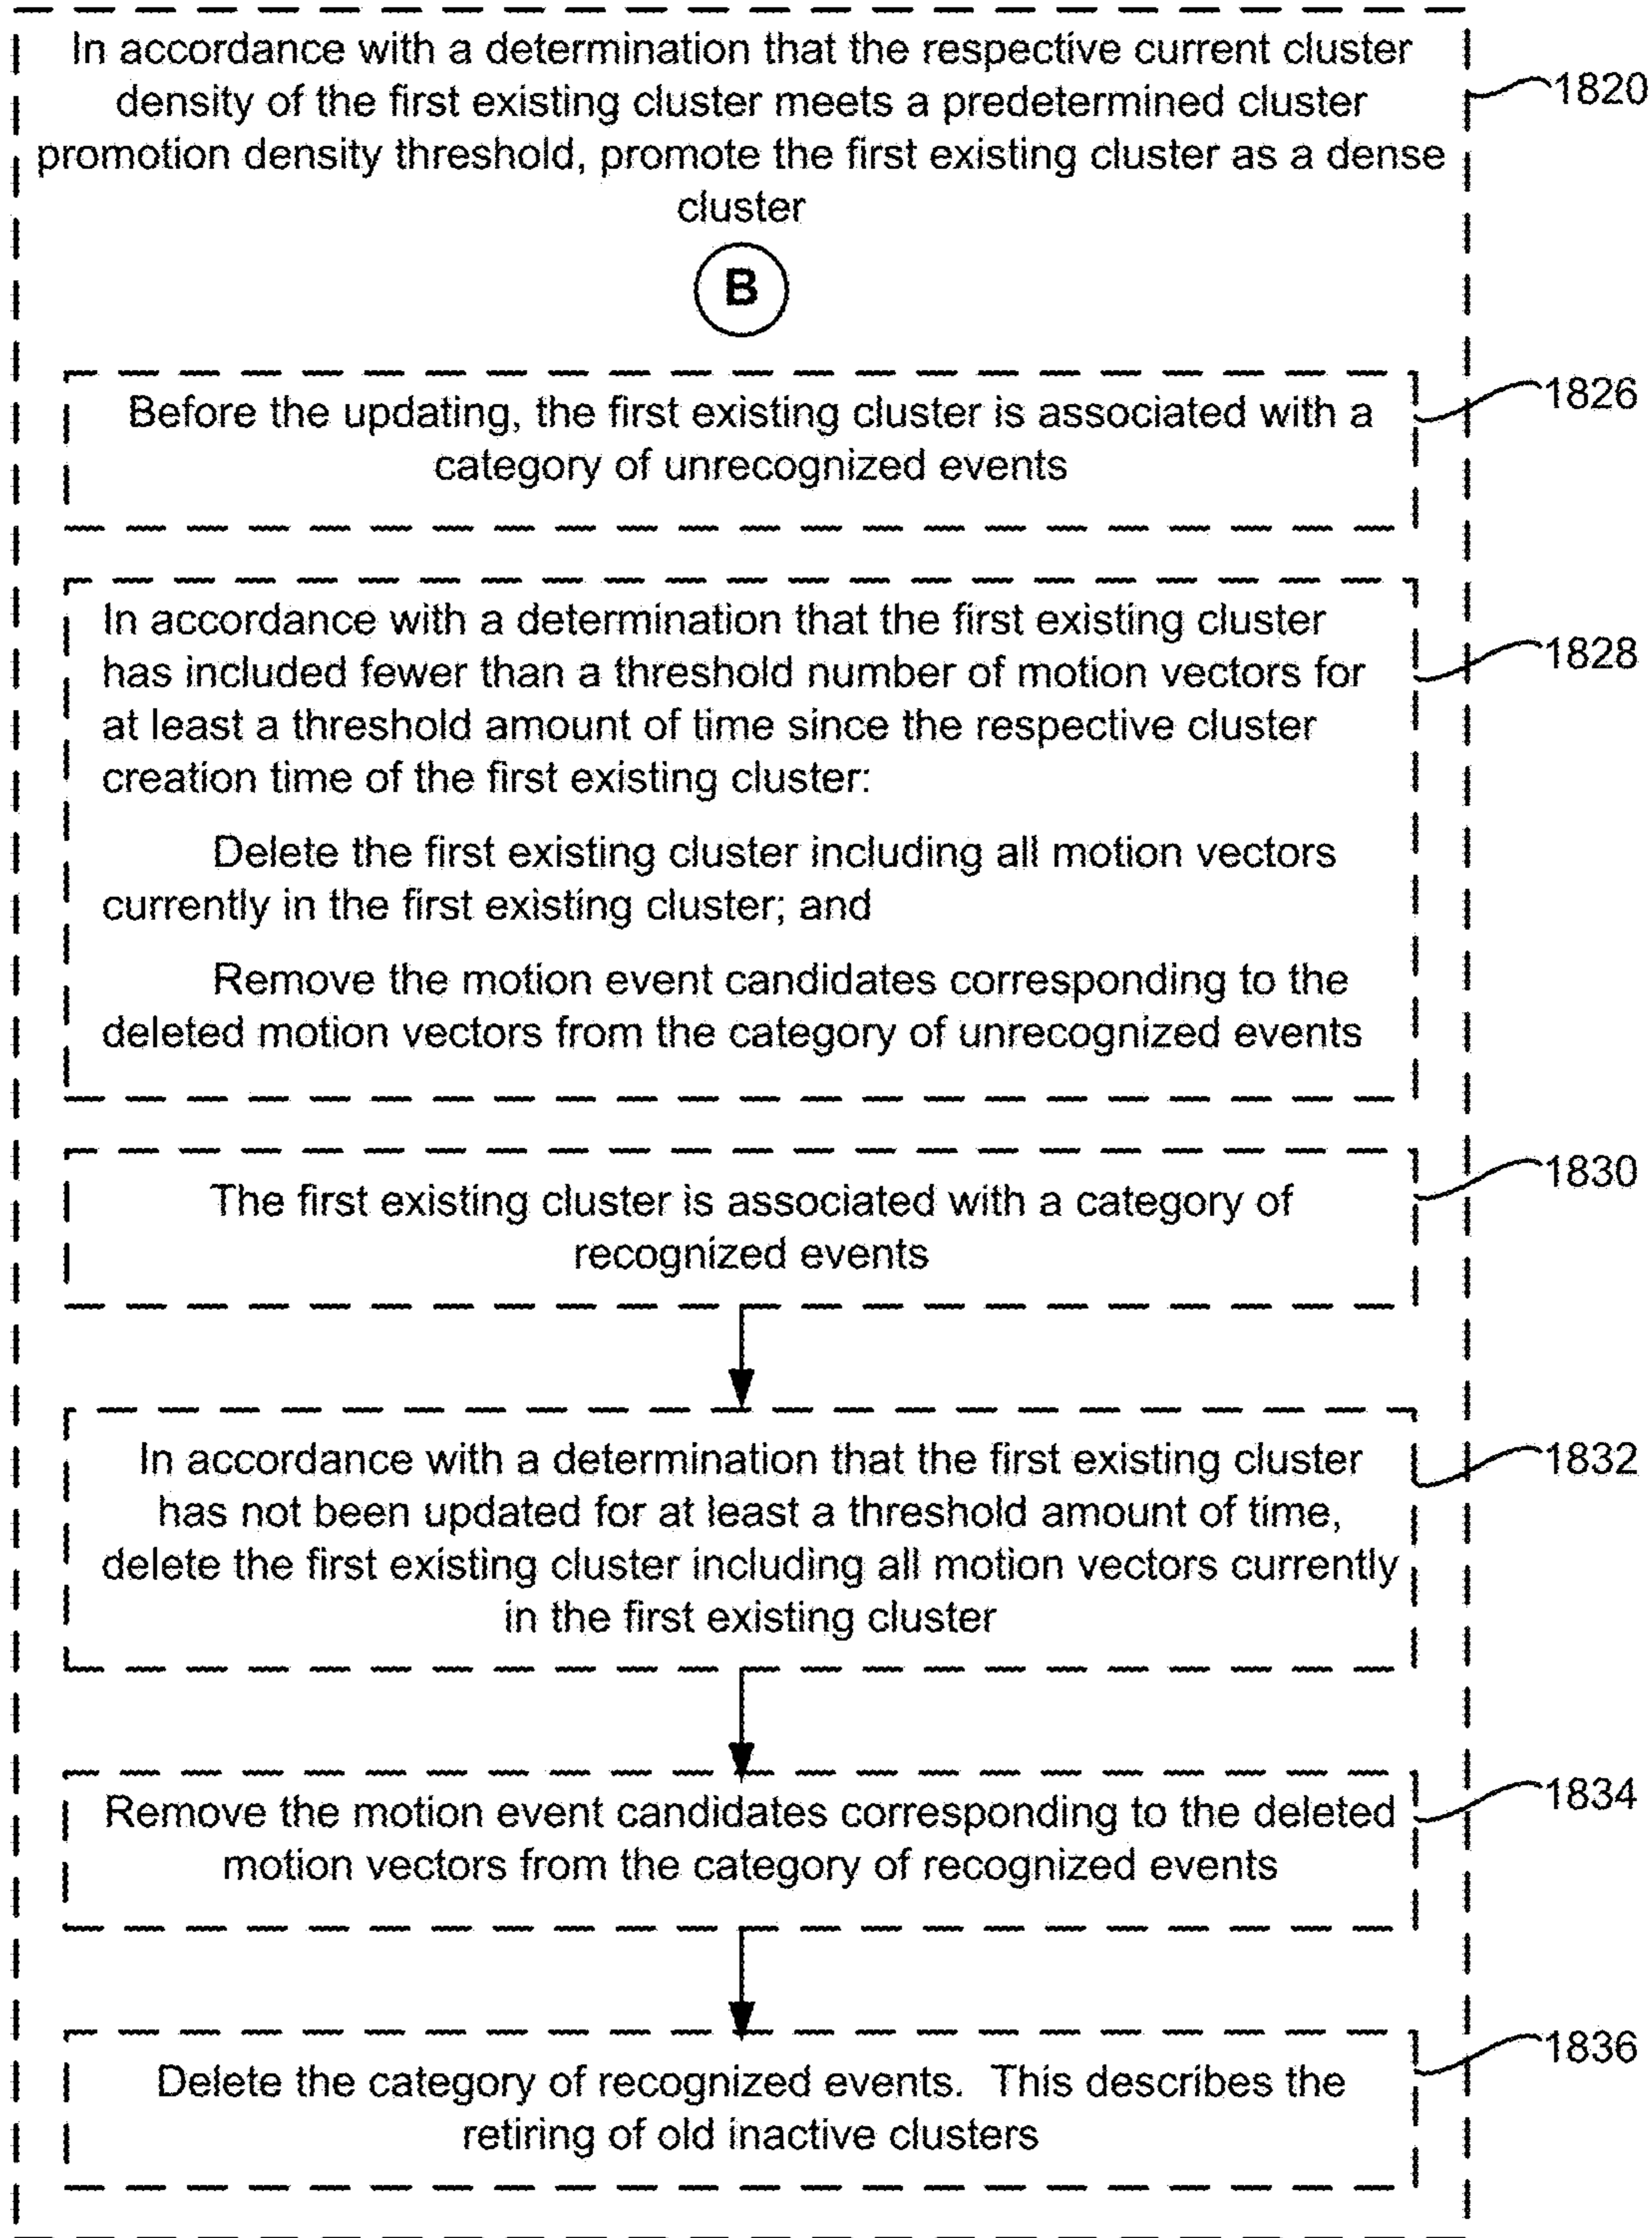 In accordance with a determination that the respective current cluster
density of the first existing cluster meets a predetermined cluster
promotion density threshold, promote the first existing cluster as a dense
cluster
1820
B
Before the updating, the first existing cluster is associated with a
category of unrecognized events
1826
In accordance with a determination that the first existing cluster
has included fewer than a threshold number of motion vectors for
at least a threshold amount of time since the respective cluster
creation time of the first existing cluster:
Delete the first existing cluster including all motion vectors
currently in the first existing cluster; and
Remove the motion event candidates corresponding to the
deleted motion vectors from the category of unrecognized events
1828
The first existing cluster is associated with a category of
recognized events
1830
In accordance with a determination that the first existing cluster
has not been updated for at least a threshold amount of time,
delete the first existing cluster including all motion vectors currently
in the first existing cluster
1832
Remove the motion event candidates corresponding to the deleted
motion vectors from the category of recognized events
1834
Delete the category of recognized events. This describes the
retiring of old inactive clusters
1836